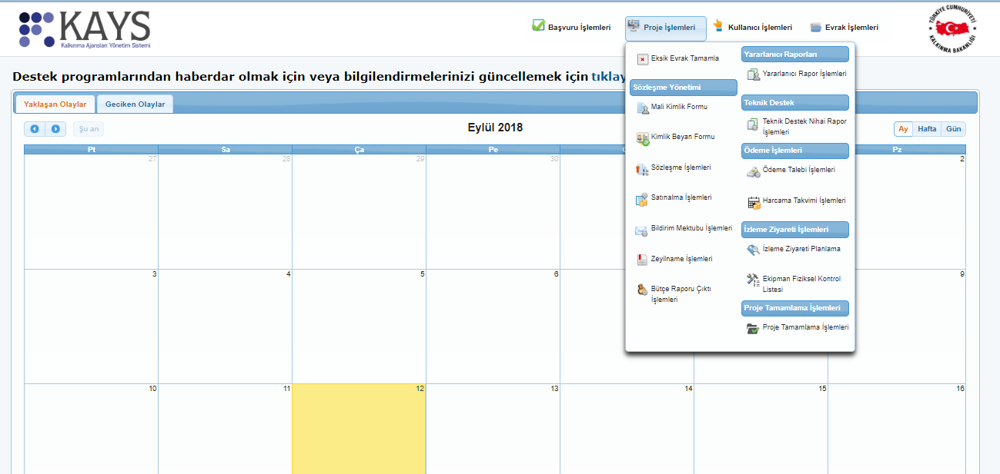 KAYS
Kalkınma Ajansları Yönetim Sistemi
Başvuru İşlemleri
Proje İşlemleri
Kullanıcı İşlemleri
Evrak İşlemleri
TÜRKİYE CUMHURİYETİ
KALKINMA BAKANLIĞI
Destek programlarından haberdar olmak için veya bilgilendirmelerinizi güncellemek için tıklay
Eksik Evrak Tamamla
Sözleşme Yönetimi
Mali Kimlik Formu
Kimlik Beyan Formu
Sözleşme İşlemleri
Satınalma İşlemleri
Bildirim Mektubu İşlemleri
Zeyilname İşlemleri
Bütçe Raporu Çıktı
İşlemleri
Yararlanıcı Raporları
Yararlanıcı Rapor İşlemleri
Teknik Destek
Teknik Destek Nihai Rapor
İşlemleri
Ödeme İşlemleri
Ödeme Talebi İşlemleri
Harcama Takvimi İşlemleri
İzleme Ziyareti İşlemleri
İzleme Ziyareti Planlama
Ekipman Fiziksel Kontrol
Listesi
Proje Tamamlama İşlemleri
Proje Tamamlama İşlemleri
Yaklaşan Olaylar
Geciken Olaylar
Şu an
Eylül 2018
Ay Hafta Gün
Pt Sa Ça Pe Pz
27 28 29 30 2
3 4 5 6 9
10 11 12 13 14 15 16